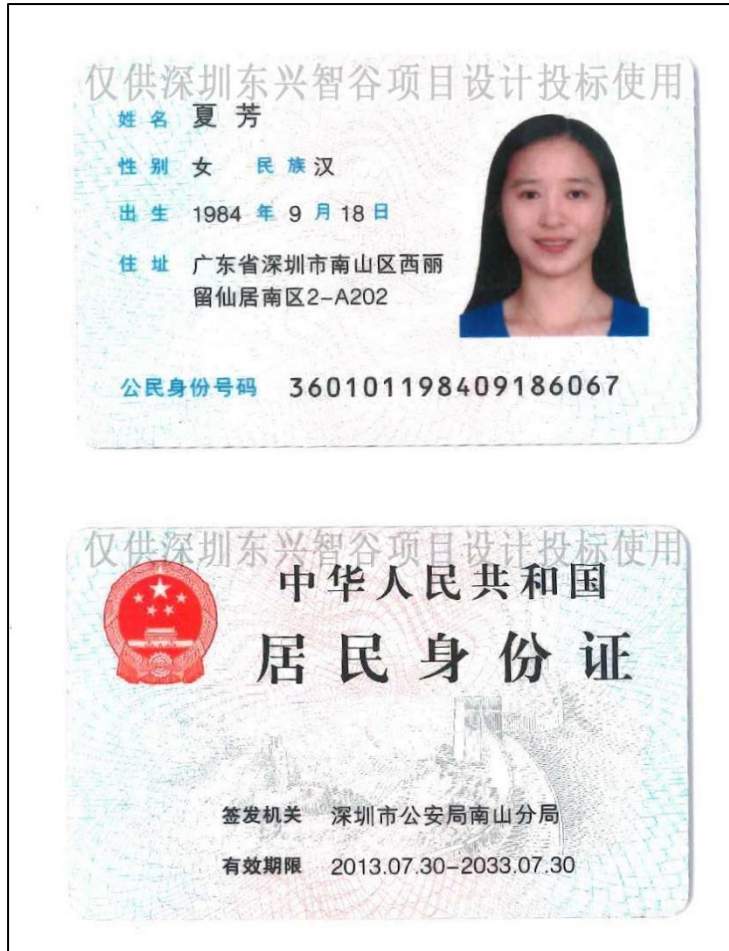 仅供深圳东兴智谷项目设计投标使用
姓名 夏芳
性别 女 民族 汉
出生 1984 年 9 月 18 日
住址 广东省深圳市南山区西丽
留仙居南区2-A202
公民身份号码 360101198409186067
仅供深圳东兴智谷项目设计投标使用
中华人民共和国
居民身份证
签发机关 深圳市公安局南山分局
有效期限 2013.07.30-2033.07.30